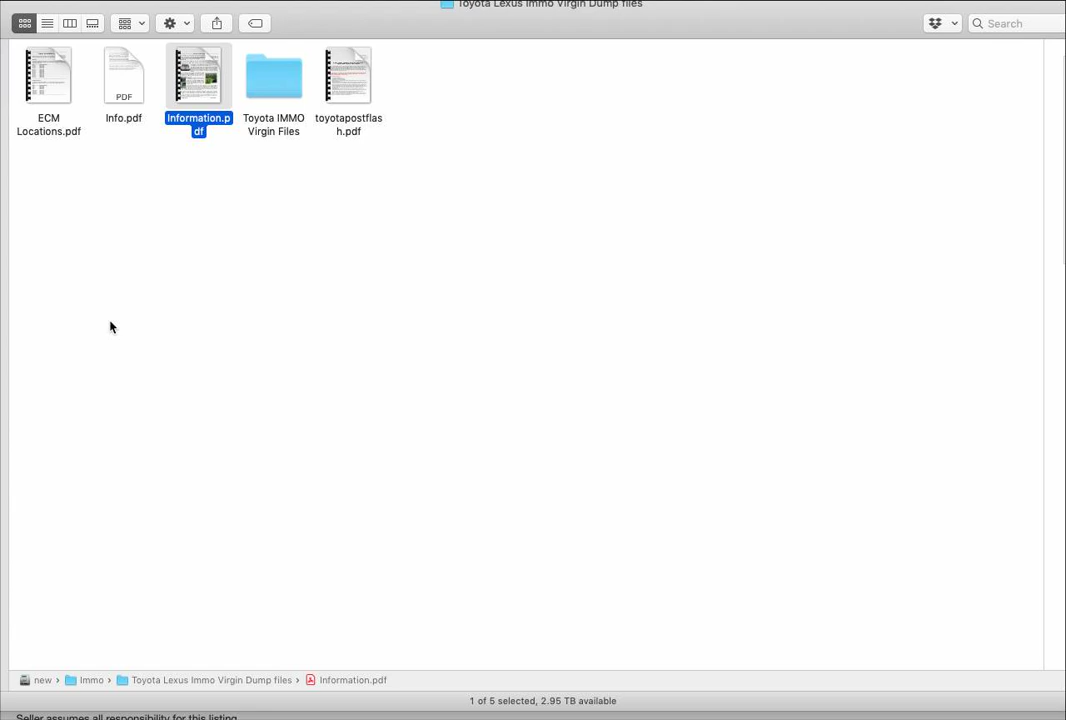 Toyota Lexus Immo Virgin Dump files
Search
ECM
Locations.pdf
Info.pdf
PDF
Information.p
df
Toyota IMMO
Virgin Files
toyotapostflas
h.pdf
new › Immo › Toyota Lexus Immo Virgin Dump files › Information.pdf
1 of 5 selected, 2.95 TB available
Seller assumes all responsibility for this listing.